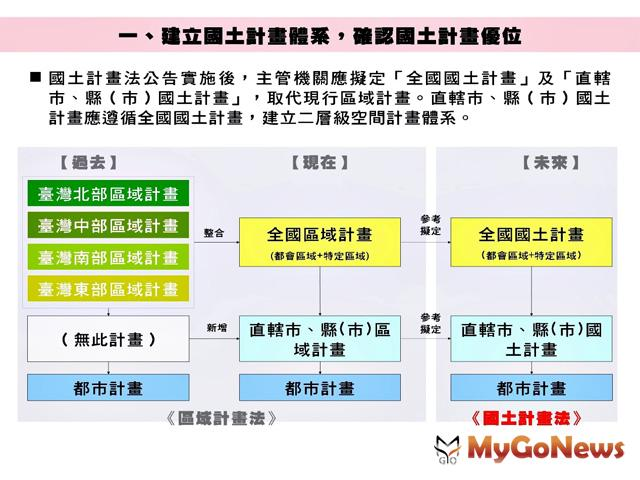 一、建立國土計畫體系，確認國土計畫優位
■ 國土計畫法公告實施後，主管機關應擬定「全國國土計畫」及「直轄
市、縣（市）國土計畫」，取代現行區域計畫。直轄市、縣（市）國土
計畫應遵循全國國土計畫，建立二層級空間計畫體系。
【過去】
【現在】
【未來】
臺灣北部區域計畫
臺灣中部區域計畫
臺灣南部區域計畫
臺灣東部區域計畫
整合
全國區域計畫
(都會區域+特定區域)
參考
擬定
全國國土計畫
(都會區域+特定區域)
（無此計畫）
新增
直轄市、縣(市)區
域計畫
參考
擬定
直轄市、縣(市)國
土計畫
都市計畫
都市計畫
都市計畫
《區域計畫法》
《國土計畫法》
GIO
MyGoNews